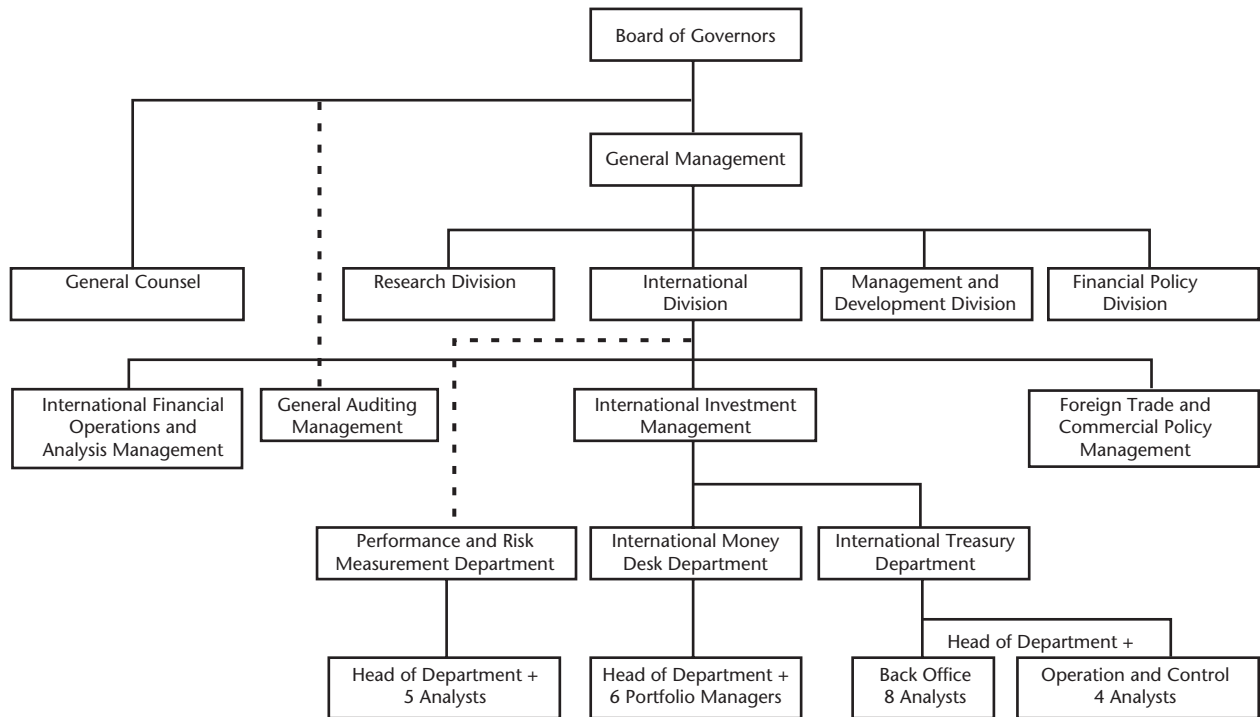 Board of Governors
General Management
General Counsel
Research Division
International
Division
Management and
Development Division
Financial Policy
Division
International Financial
Operations and
Analysis Management
General Auditing
Management
International Investment
Management
Foreign Trade and
Commercial Policy
Management
Performance and Risk
Measurement Department
International Money
Desk Department
International Treasury
Department
Head of Department +
5 Analysts
Head of Department +
6 Portfolio Managers
Head of Department +
Back Office
8 Analysts
Operation and Control
4 Analysts